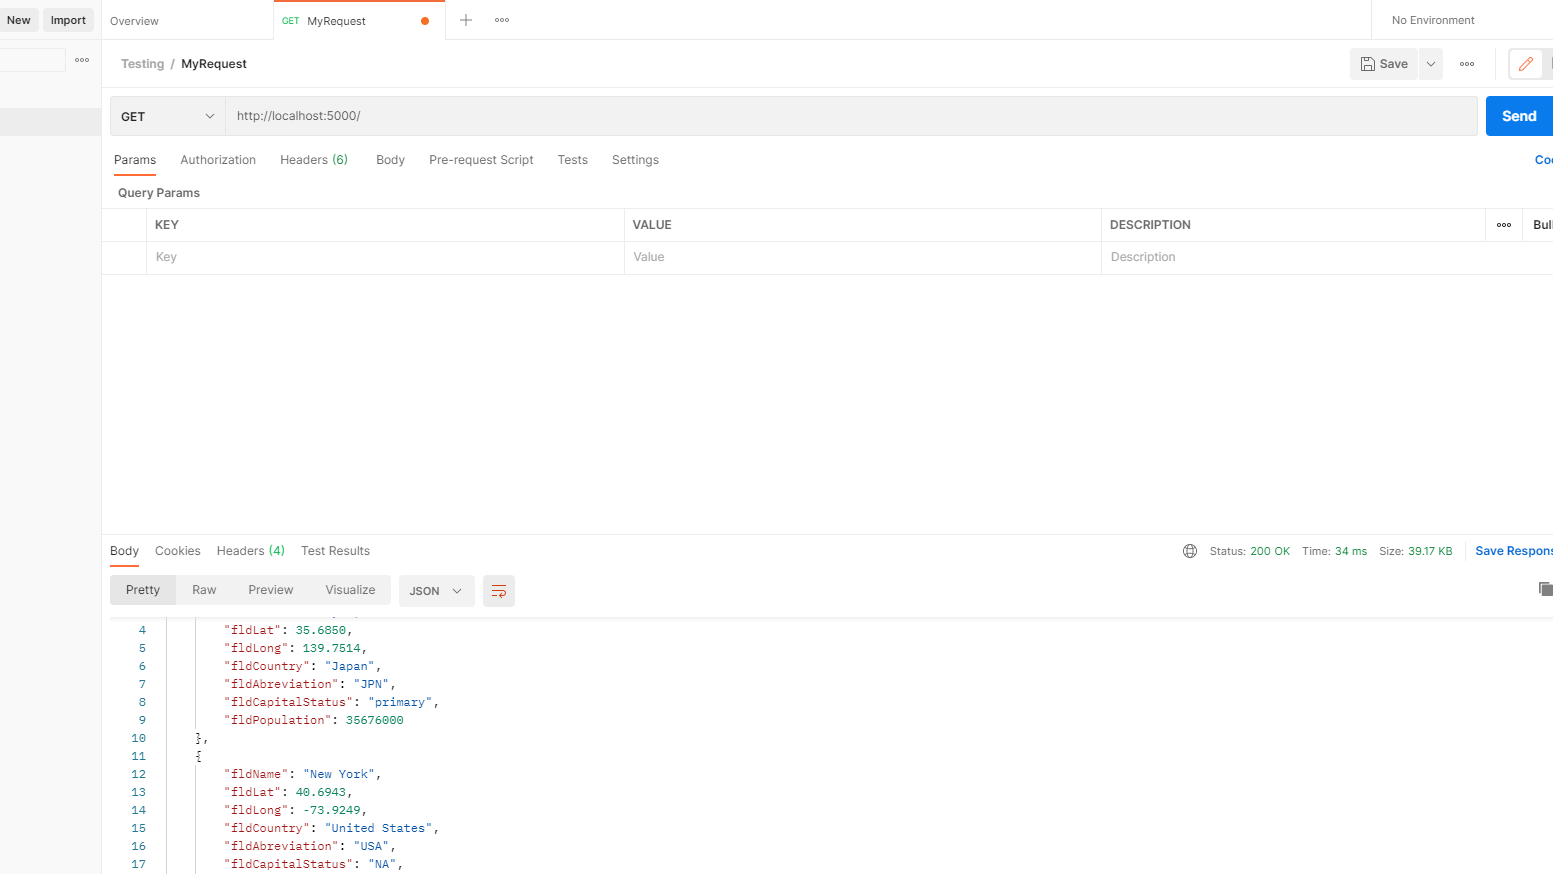 New Import Overview GET MyRequest No Environment
Testing / MyRequest Save
GET http://localhost:5000/ Send
Params Authorization Headers (6) Body Pre-request Script Tests Settings
Query Params
KEY VALUE DESCRIPTION
Key Value Description
Body Cookies Headers (4) Test Results Status: 200 OK Time: 34 ms Size: 39.17 KB Save
Pretty Raw Preview Visualize JSON
4 "fldLat": 35.6850,
5 "fldLong": 139.7514,
6 "fldCountry": "Japan",
7 "fldAbreviation": "JPN",
8 "fldCapitalStatus": "primary",
9 "fldPopulation": 35676000
10 },
11 {
12 "fldName": "New York",
13 "fldLat": 40.6943,
14 "fldLong": -73.9249,
15 "fldCountry": "United States",
16 "fldAbreviation": "USA",
17 "fldCapitalStatus": "NA",